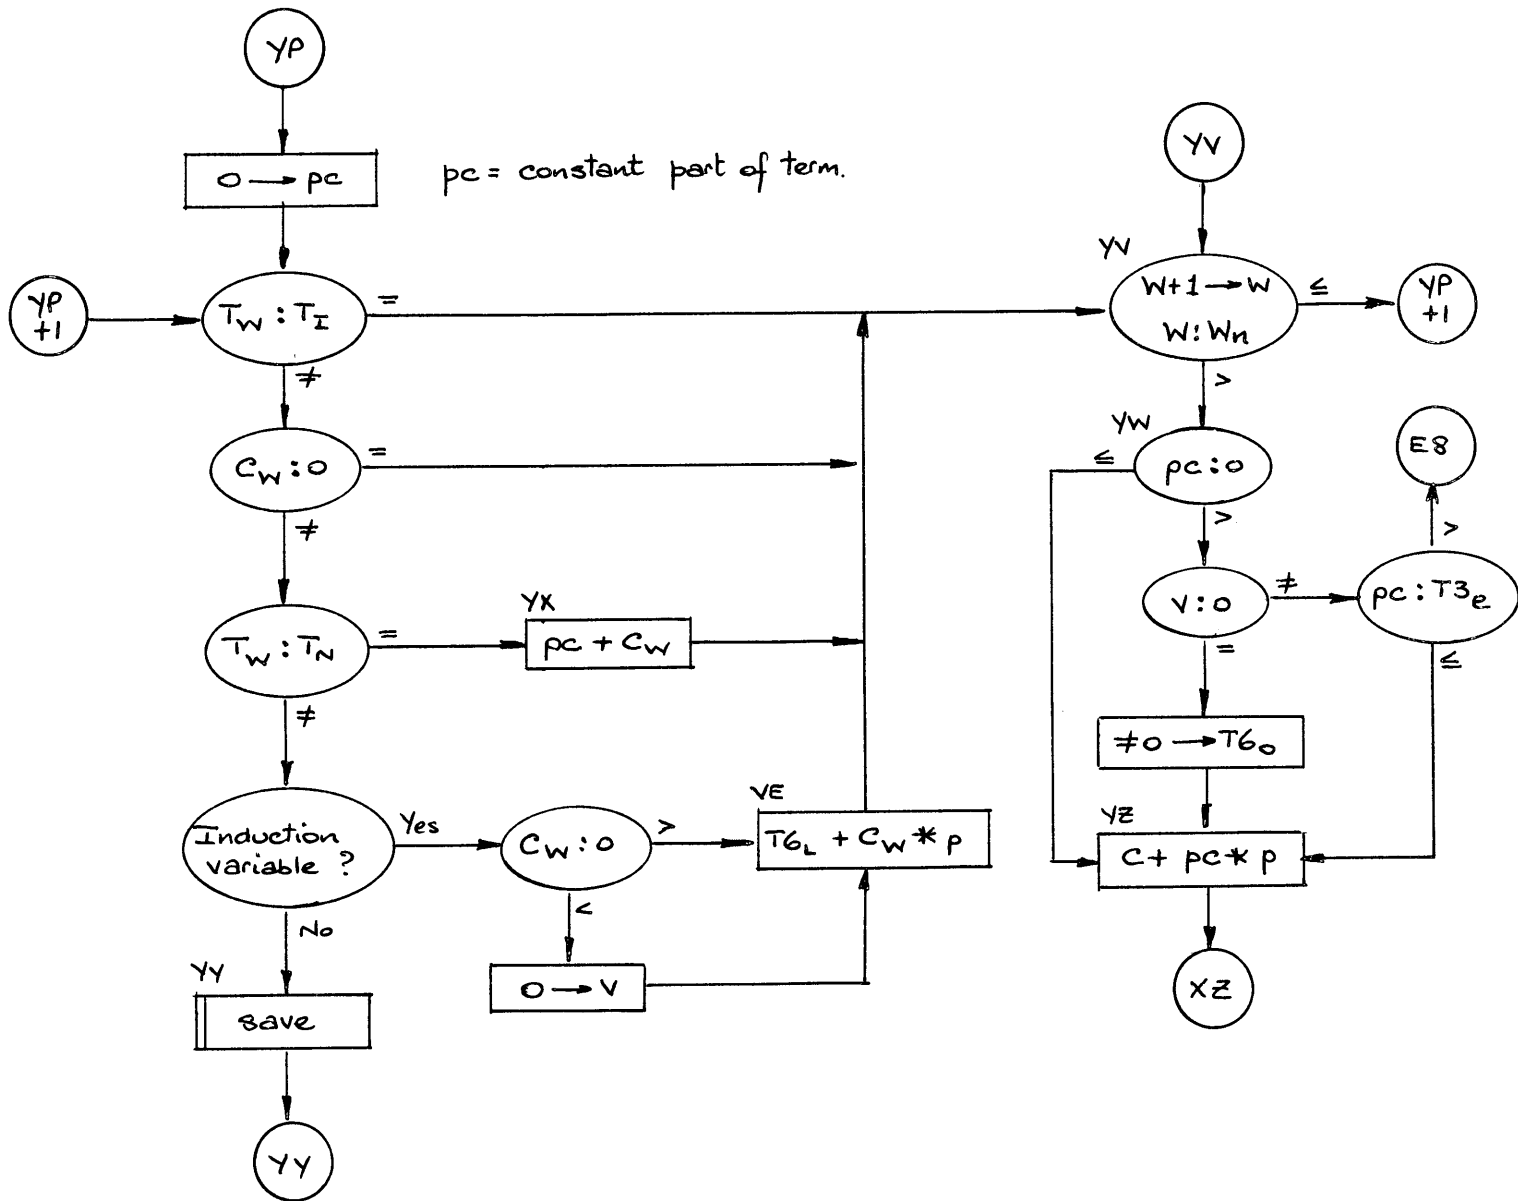 YP
0 → pc
pc = constant part of term.
YP
+1
T_W : T_I
=
≠
C_W : 0
=
≠
T_W : T_N
=
≠
YX
pc + C_W
Induction
variable ?
Yes
No
C_W : 0
>
<
VE
T6_L + C_W * p
0 → V
YY
save
YY
YV
YV
W+1 → W
W : Wn
≤
>
YP
+1
YW
pc : 0
≤
>
V : 0
≠
=
pc : T3_e
>
≤
E8
≠0 → T6_0
YZ
C + pc * p
XZ